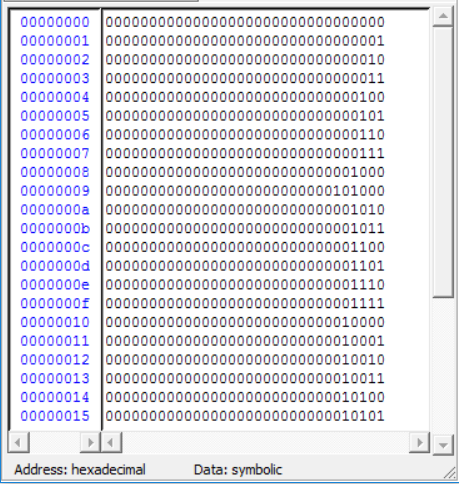 00000000 00000000000000000000000000000000
00000001 00000000000000000000000000000001
00000002 00000000000000000000000000000010
00000003 00000000000000000000000000000011
00000004 00000000000000000000000000000100
00000005 00000000000000000000000000000101
00000006 00000000000000000000000000000110
00000007 00000000000000000000000000000111
00000008 00000000000000000000000000001000
00000009 00000000000000000000000000101000
0000000a 00000000000000000000000000001010
0000000b 00000000000000000000000000001011
0000000c 00000000000000000000000000001100
0000000d 00000000000000000000000000001101
0000000e 00000000000000000000000000001110
0000000f 00000000000000000000000000001111
00000010 00000000000000000000000000010000
00000011 00000000000000000000000000010001
00000012 00000000000000000000000000010010
00000013 00000000000000000000000000010011
00000014 00000000000000000000000000010100
00000015 00000000000000000000000000010101
Address: hexadecimal Data: symbolic